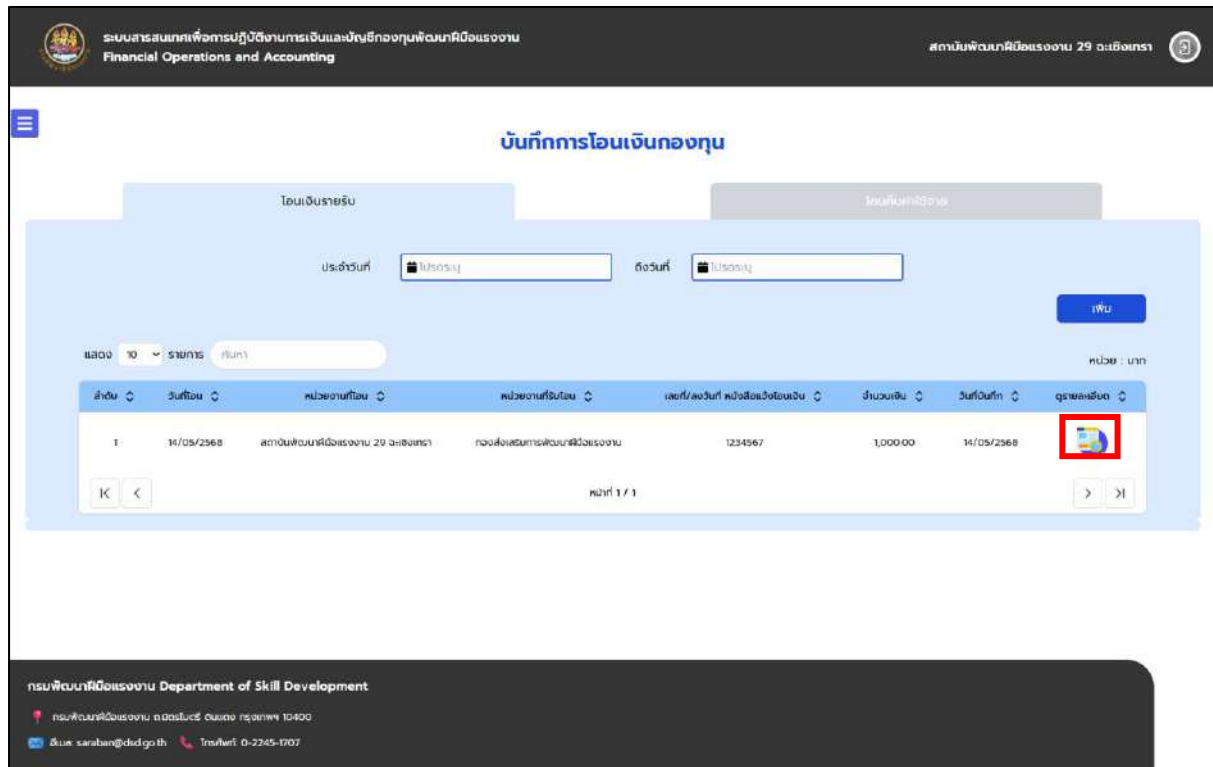 ระบบสารสนเทศเพื่อการปฏิบัติงานการเงินและบัญชีกองทุนพัฒนาฝีมือแรงงาน
Financial Operations and Accounting
สถาบันพัฒนาฝีมือแรงงาน 29 ฉะเชิงเทรา
บันทึกการโอนเงินกองทุน
โอนเงินรายรับ
โอนคืนค่าใช้จ่าย
ประจำวันที่ โปรดระบุ ถึงวันที่ โปรดระบุ
เพิ่ม
แสดง 10 รายการ ค้นหา
หน่วย : บาท
ลำดับ วันที่โอน หน่วยงานที่โอน หน่วยงานที่รับโอน เลขที่/ลงวันที่ หนังสือแจ้งโอนเงิน จำนวนเงิน วันที่บันทึก ดูรายละเอียด
1 14/05/2568 สถาบันพัฒนาฝีมือแรงงาน 29 ฉะเชิงเทรา กองส่งเสริมการพัฒนาฝีมือแรงงาน 1234567 1,000.00 14/05/2568
หน้าที่ 1 / 1
กรมพัฒนาฝีมือแรงงาน Department of Skill Development
กรมพัฒนาฝีมือแรงงาน ถ.มิตรไมตรี ดินแดง กรุงเทพฯ 10400
อีเมล: saraban@dsd.go.th โทรศัพท์: 0-2245-1707